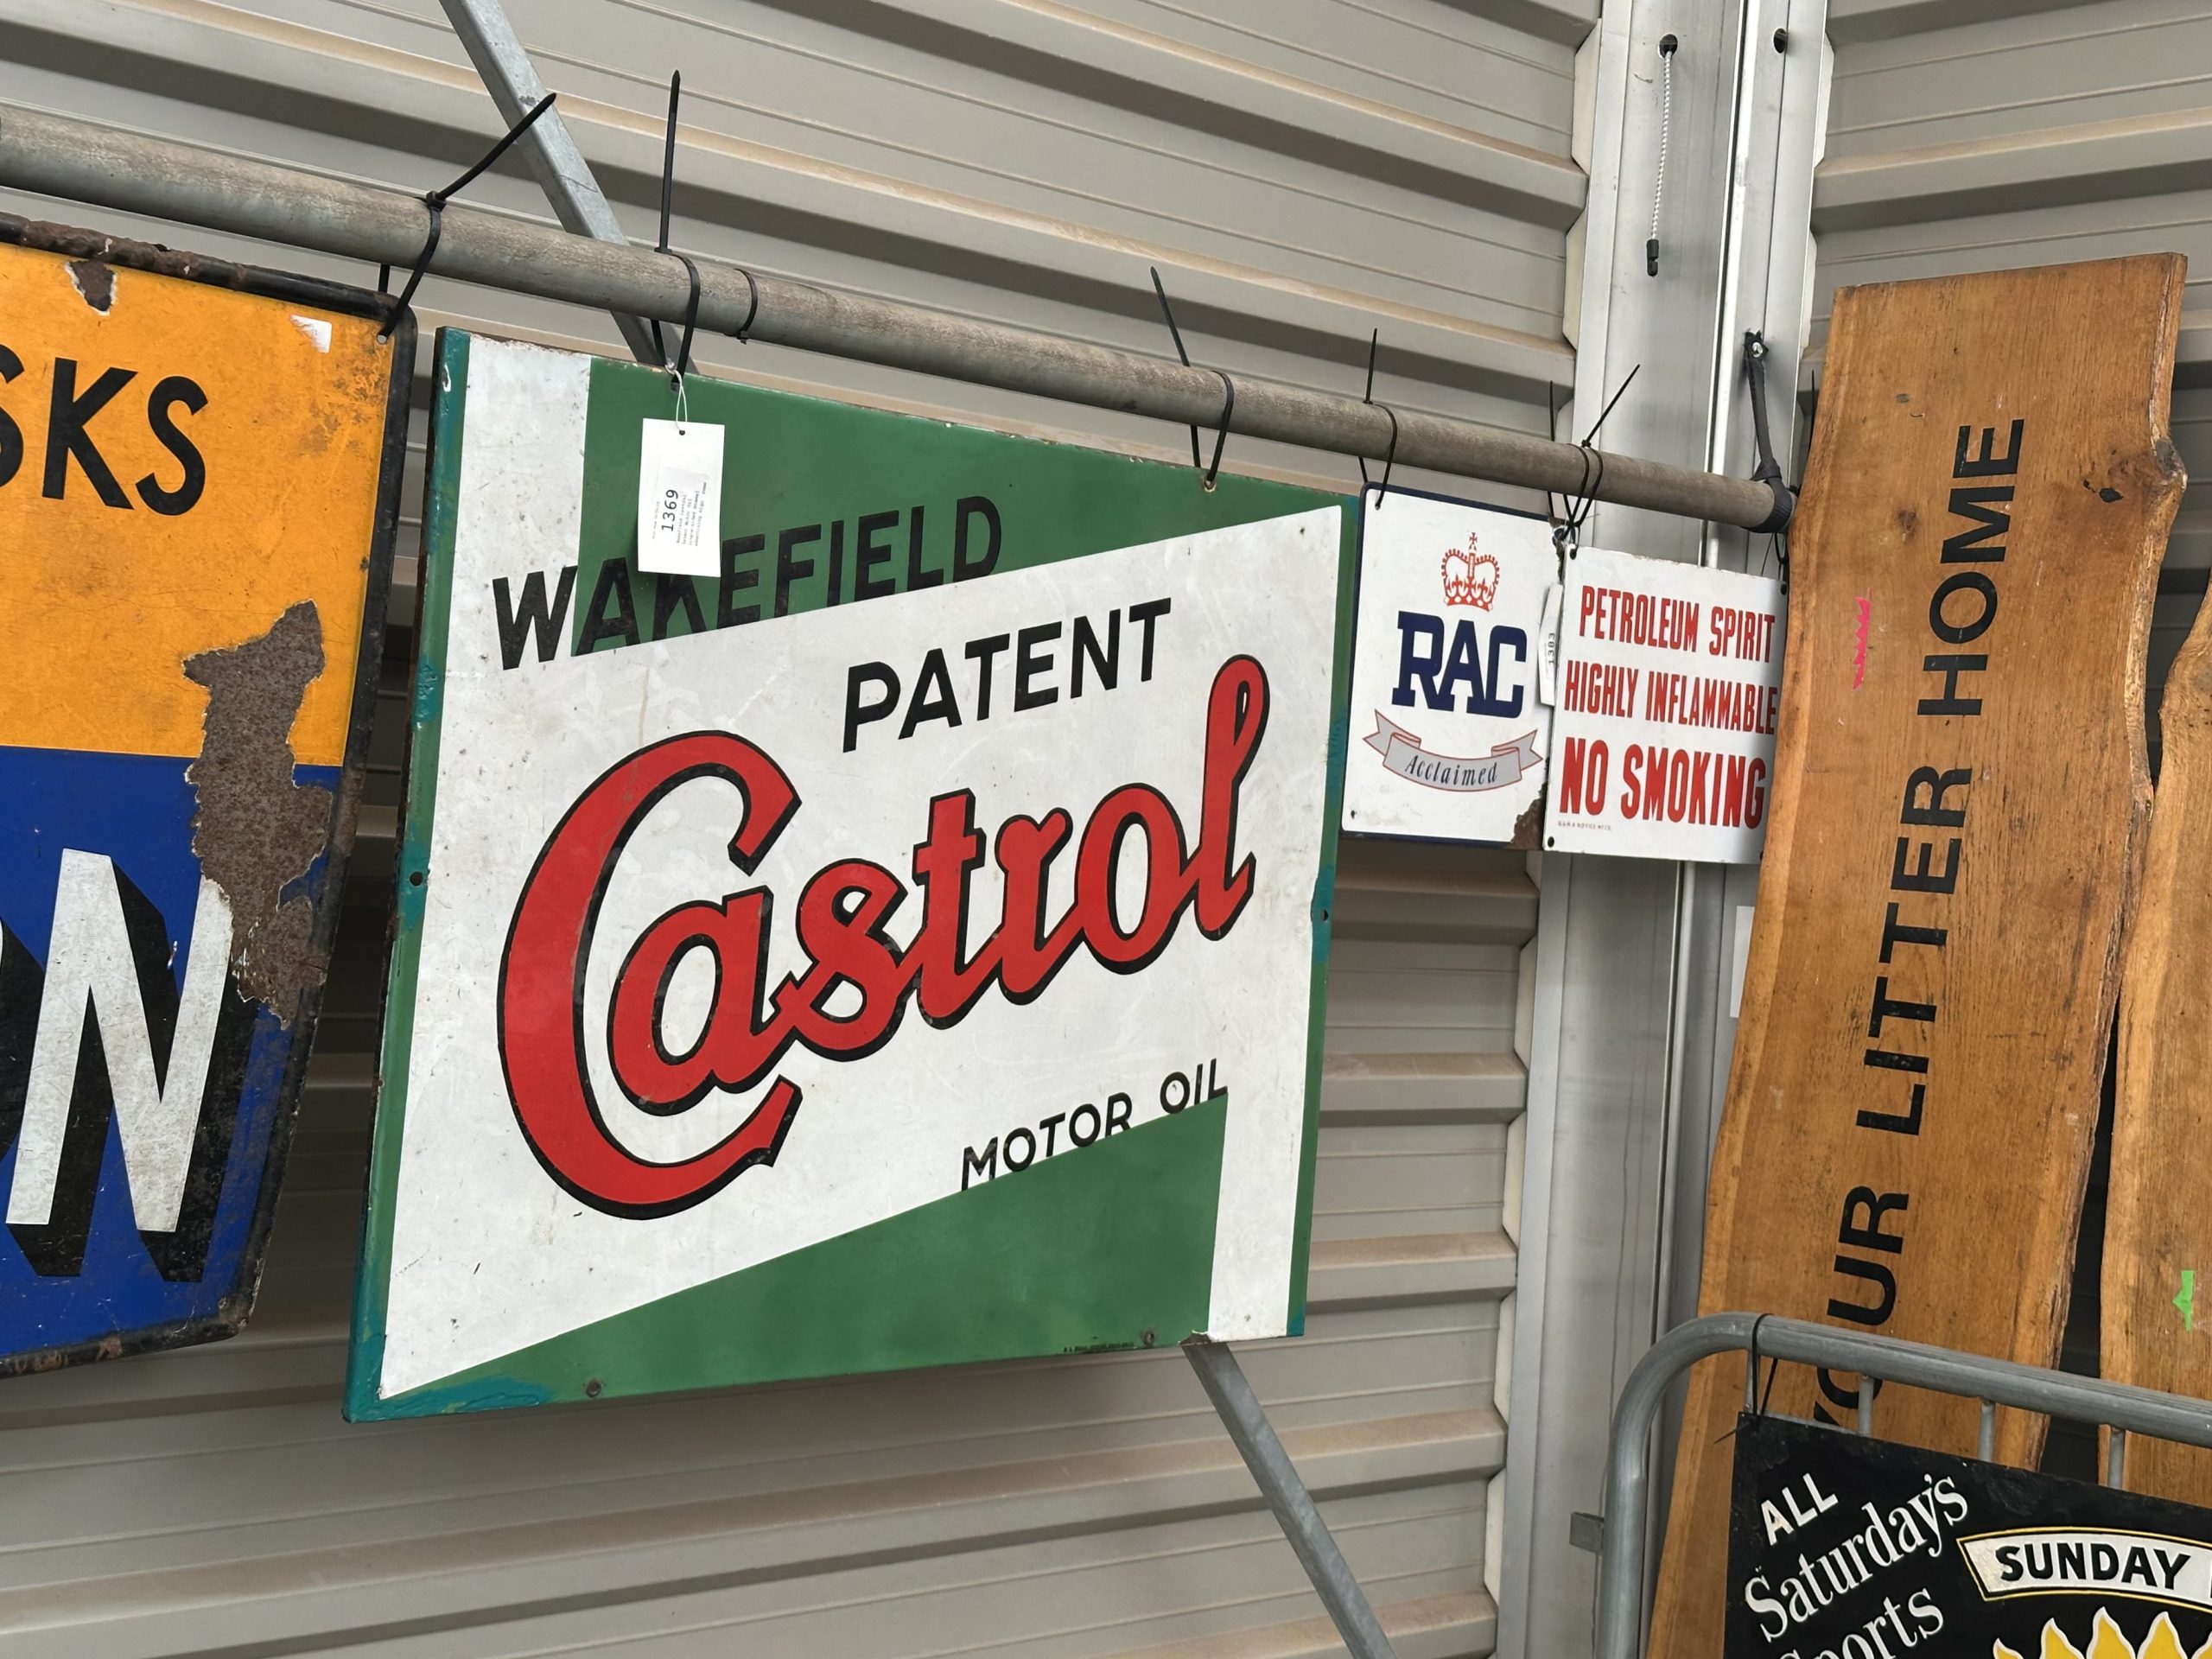 SKS
N
1369
WAKEFIELD
PATENT
Castrol
MOTOR OIL
RAC
Acclaimed
1383
PETROLEUM SPIRIT
HIGHLY INFLAMMABLE
NO SMOKING
YOUR LITTER HOME
ALL
Saturday's
Sports
SUNDAY